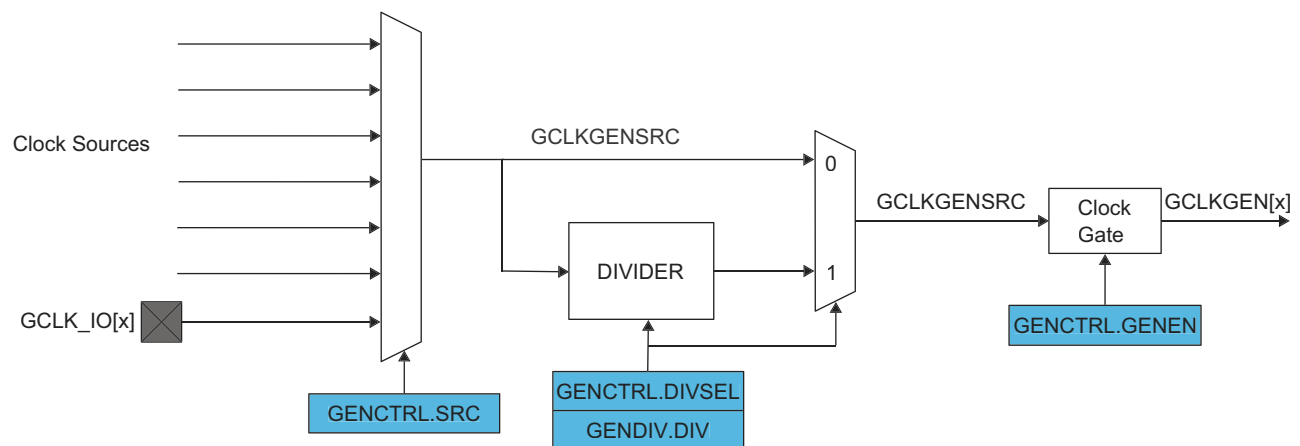 Clock Sources
GCLK_IO[x]
GENCTRL.SRC
GCLKGENSRC
DIVIDER
GENCTRL.DIVSEL
GENDIV.DIV
0
1
GCLKGENSRC
Clock
Gate
GENCTRL.GENEN
GCLKGEN[x]